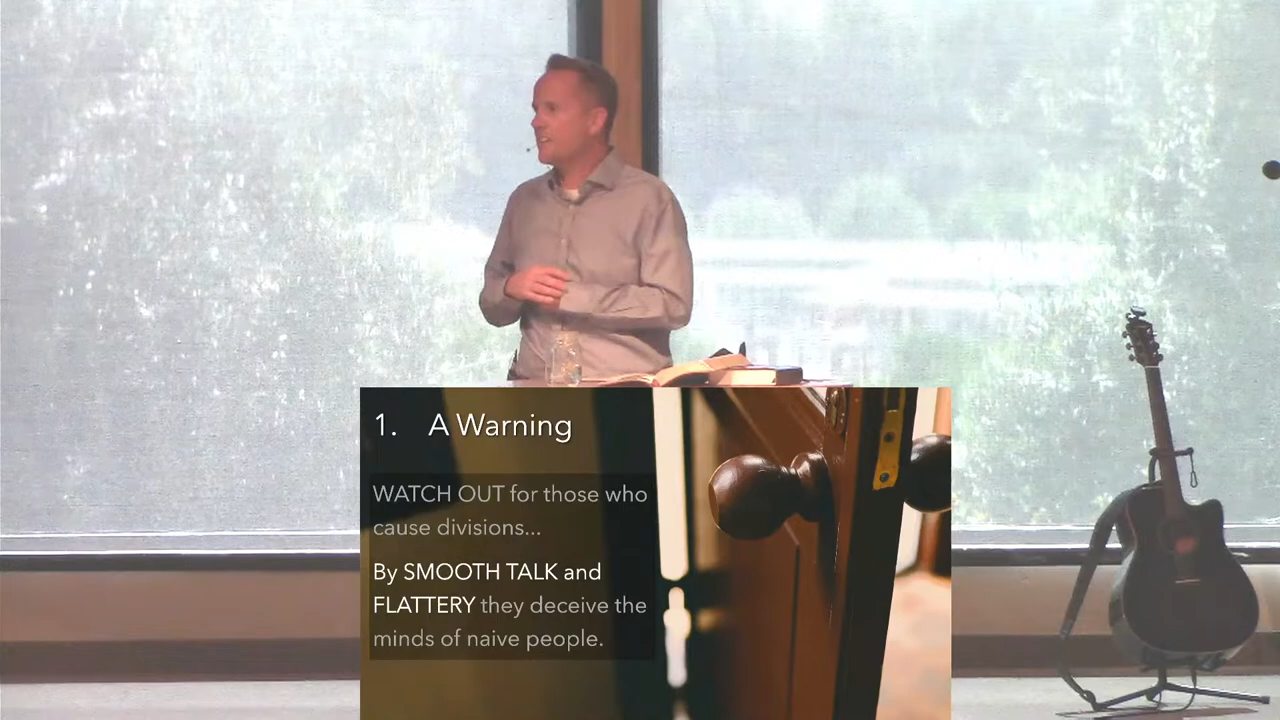 1. A Warning
WATCH OUT for those who
cause divisions...
By SMOOTH TALK and
FLATTERY they deceive the
minds of naive people.